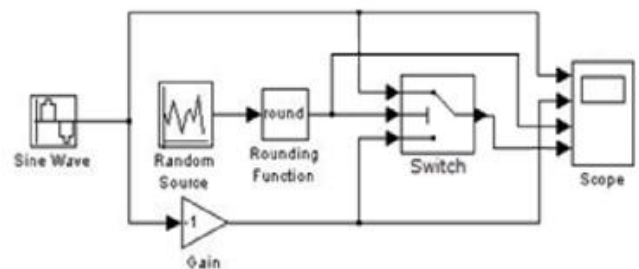 Sine Wave
Random
Source
round
Rounding
Function
Switch
Scope
-1
Gain